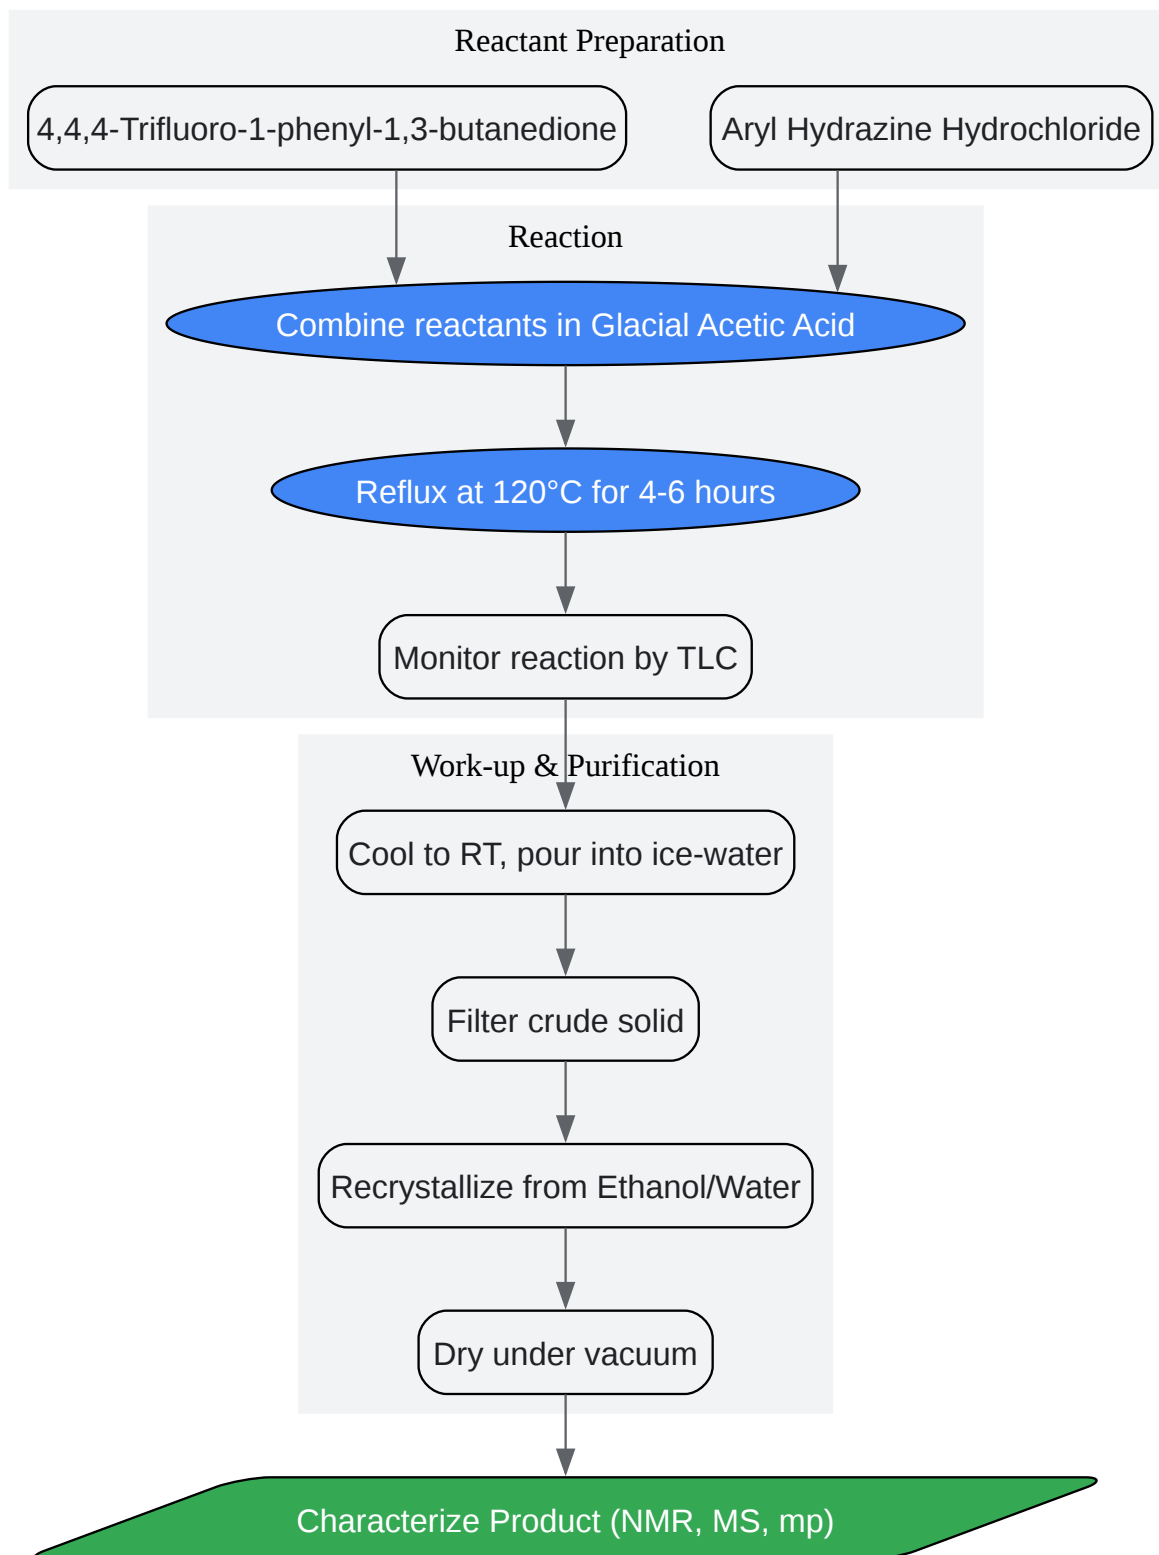 Reactant Preparation
4,4,4-Trifluoro-1-phenyl-1,3-butanedione
Aryl Hydrazine Hydrochloride
Reaction
Combine reactants in Glacial Acetic Acid
Reflux at 120°C for 4-6 hours
Monitor reaction by TLC
Work-up & Purification
Cool to RT, pour into ice-water
Filter crude solid
Recrystallize from Ethanol/Water
Dry under vacuum
Characterize Product (NMR, MS, mp)